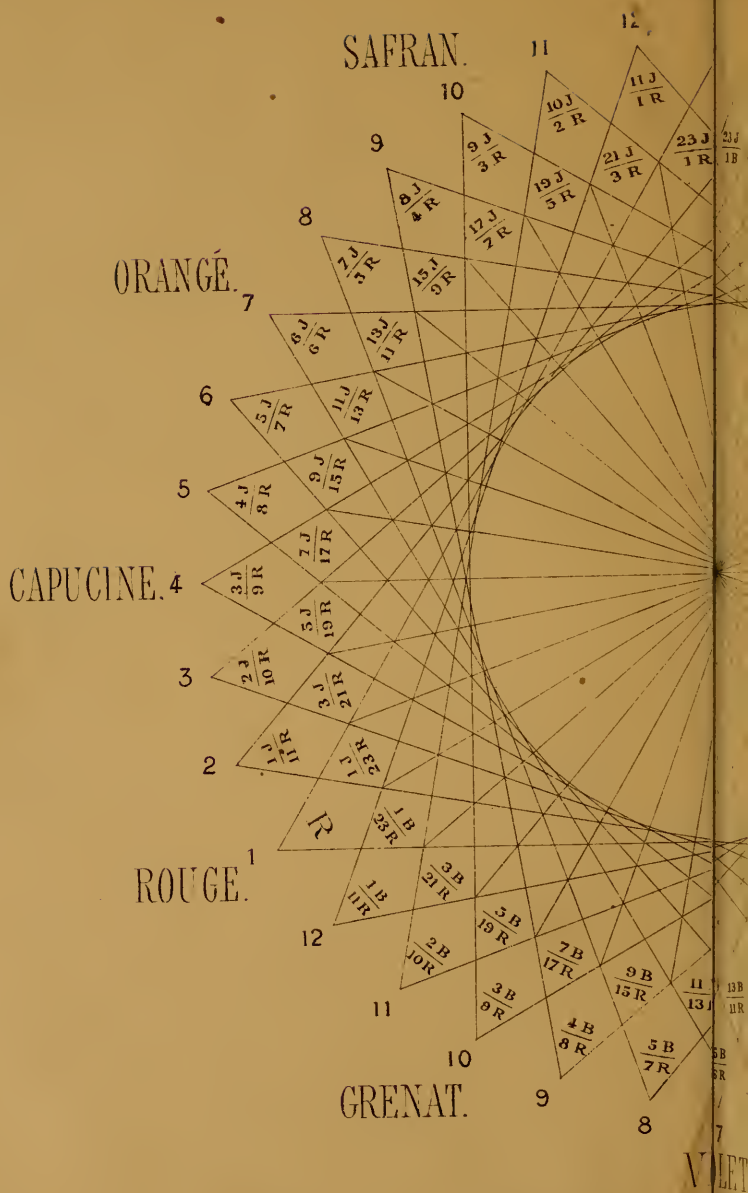 SAFRAN.
12
11
10
9
8
ORANGÉ.
7
6
5
CAPUCINE. 4
3
2
1
ROUGE.
12
11
10
GRENAT.
9
8
7
11 J
1 R
10 J
2 R
9 J
3 R
8 J
4 R
7 J
5 R
6 J
6 R
5 J
7 R
4 J
8 R
3 J
9 R
2 J
10 R
1 J
11 R
R
1 B
11 R
2 B
10 R
3 B
9 R
4 B
8 R
5 B
7 R
23 J
1 B
23 J
1 R
21 J
3 R
19 J
5 R
17 J
7 R
15 J
9 R
13 J
11 R
11 J
13 R
9 J
15 R
7 J
17 R
5 J
19 R
3 J
21 R
1 J
23 R
1 B
23 R
3 B
21 R
5 B
19 R
7 B
17 R
9 B
15 R
11
13
13 B
11 R